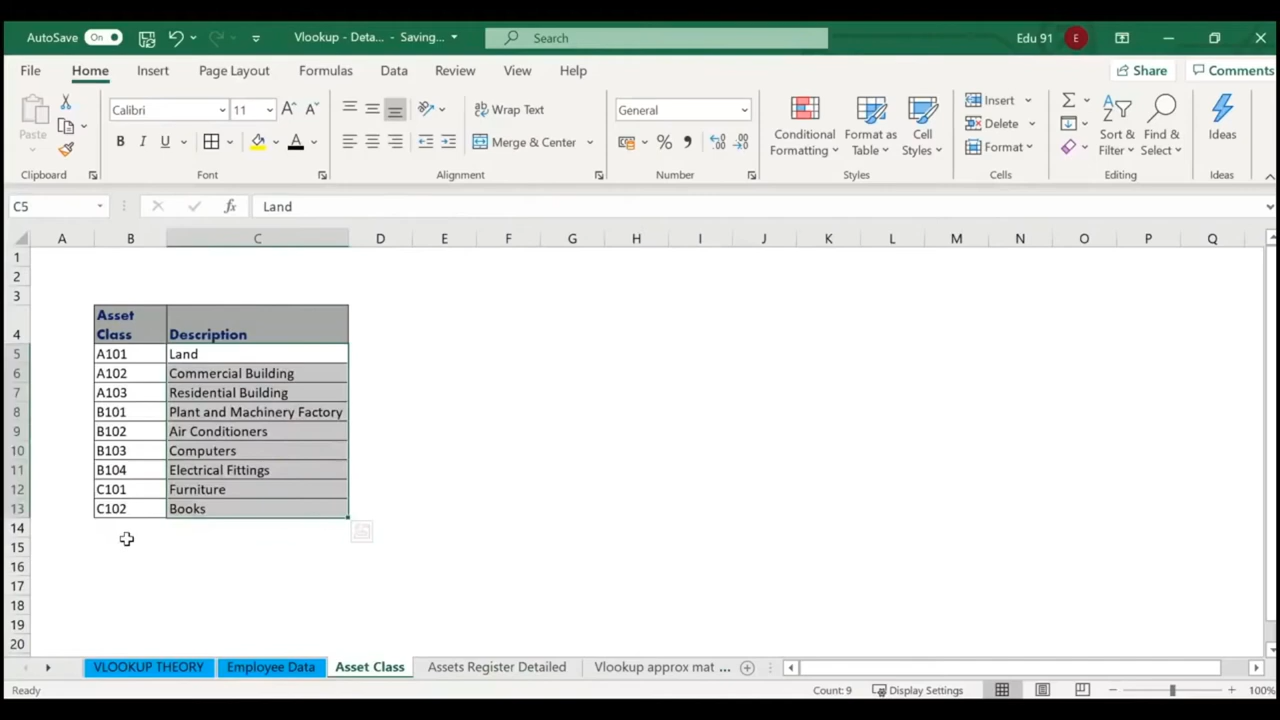 AutoSave On Vlookup - Deta... - Saving... Search Edu 91 E
File Home Insert Draw Page Layout Formulas Data Review View Help Share Comments
Calibri 11 Wrap Text General Insert
Paste B I U A Merge & Center % Conditional Formatting Format as Table Cell Styles Delete Format Sort & Filter Find & Select Ideas
Clipboard Font Alignment Number Styles Cells Editing Ideas
C5 fx Land
A B C D E F G H I J K L M N O P Q
1
2
3
4 Asset Class Description
5 A101 Land
6 A102 Commercial Building
7 A103 Residential Building
8 B101 Plant and Machinery Factory
9 B102 Air Conditioners
10 B103 Computers
11 B104 Electrical Fittings
12 C101 Furniture
13 C102 Books
14
15
16
17
18
19
20
VLOOKUP THEORY Employee Data Asset Class Assets Register Detailed Vlookup approx mat ...
Ready Count: 9 Display Settings 100%